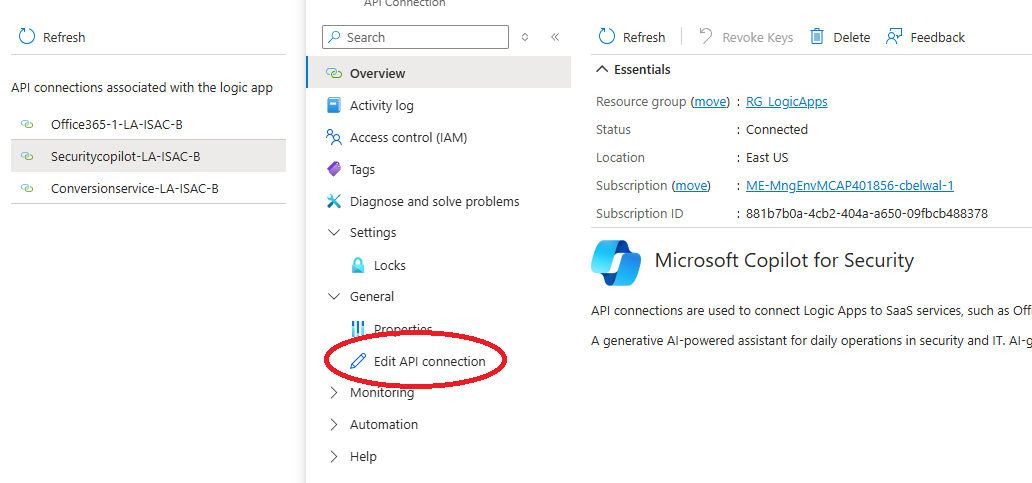 Refresh
API connections associated with the logic app
Office365-1-LA-ISAC-B
Securitycopilot-LA-ISAC-B
Conversionservice-LA-ISAC-B
API Connection
Search
Overview
Activity log
Access control (IAM)
Tags
Diagnose and solve problems
Settings
Locks
General
Properties
Edit API connection
Monitoring
Automation
Help
Refresh Revoke Keys Delete Feedback
Essentials
Resource group (move) : RG_LogicApps
Status : Connected
Location : East US
Subscription (move) : ME-MngEnvMCAP401856-cbelwal-1
Subscription ID : 881b7b0a-4cb2-404a-a650-09fbcb488378
Microsoft Copilot for Security
API connections are used to connect Logic Apps to SaaS services, such as Off
A generative AI-powered assistant for daily operations in security and IT. AI-g